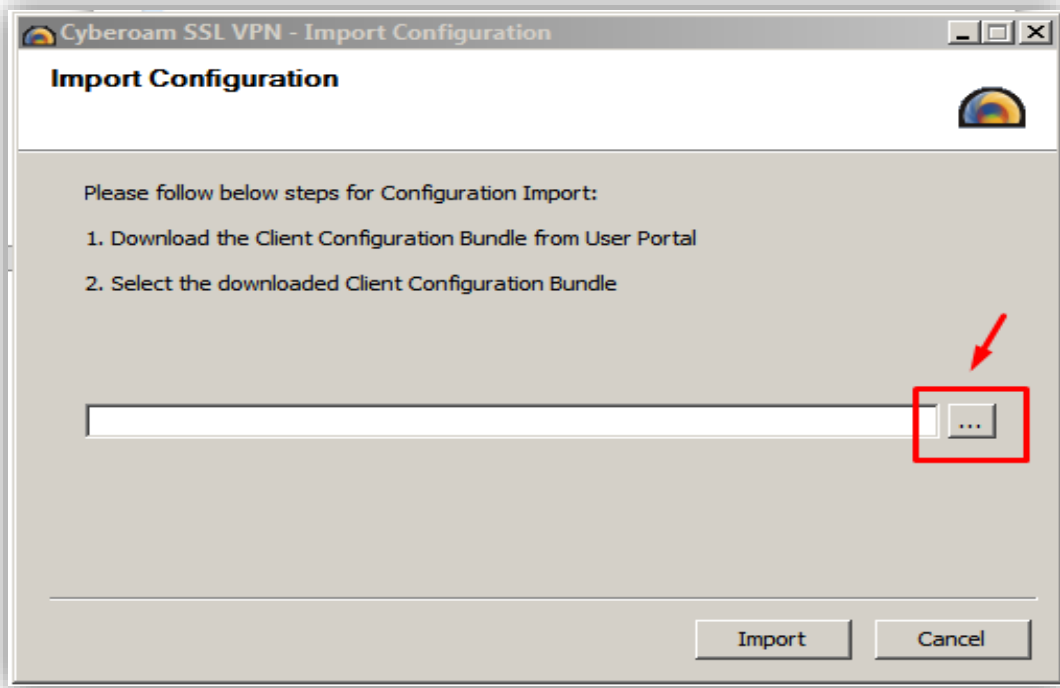 Cyberoam SSL VPN - Import Configuration
Import Configuration
Please follow below steps for Configuration Import:
1. Download the Client Configuration Bundle from User Portal
2. Select the downloaded Client Configuration Bundle
...
Import Cancel